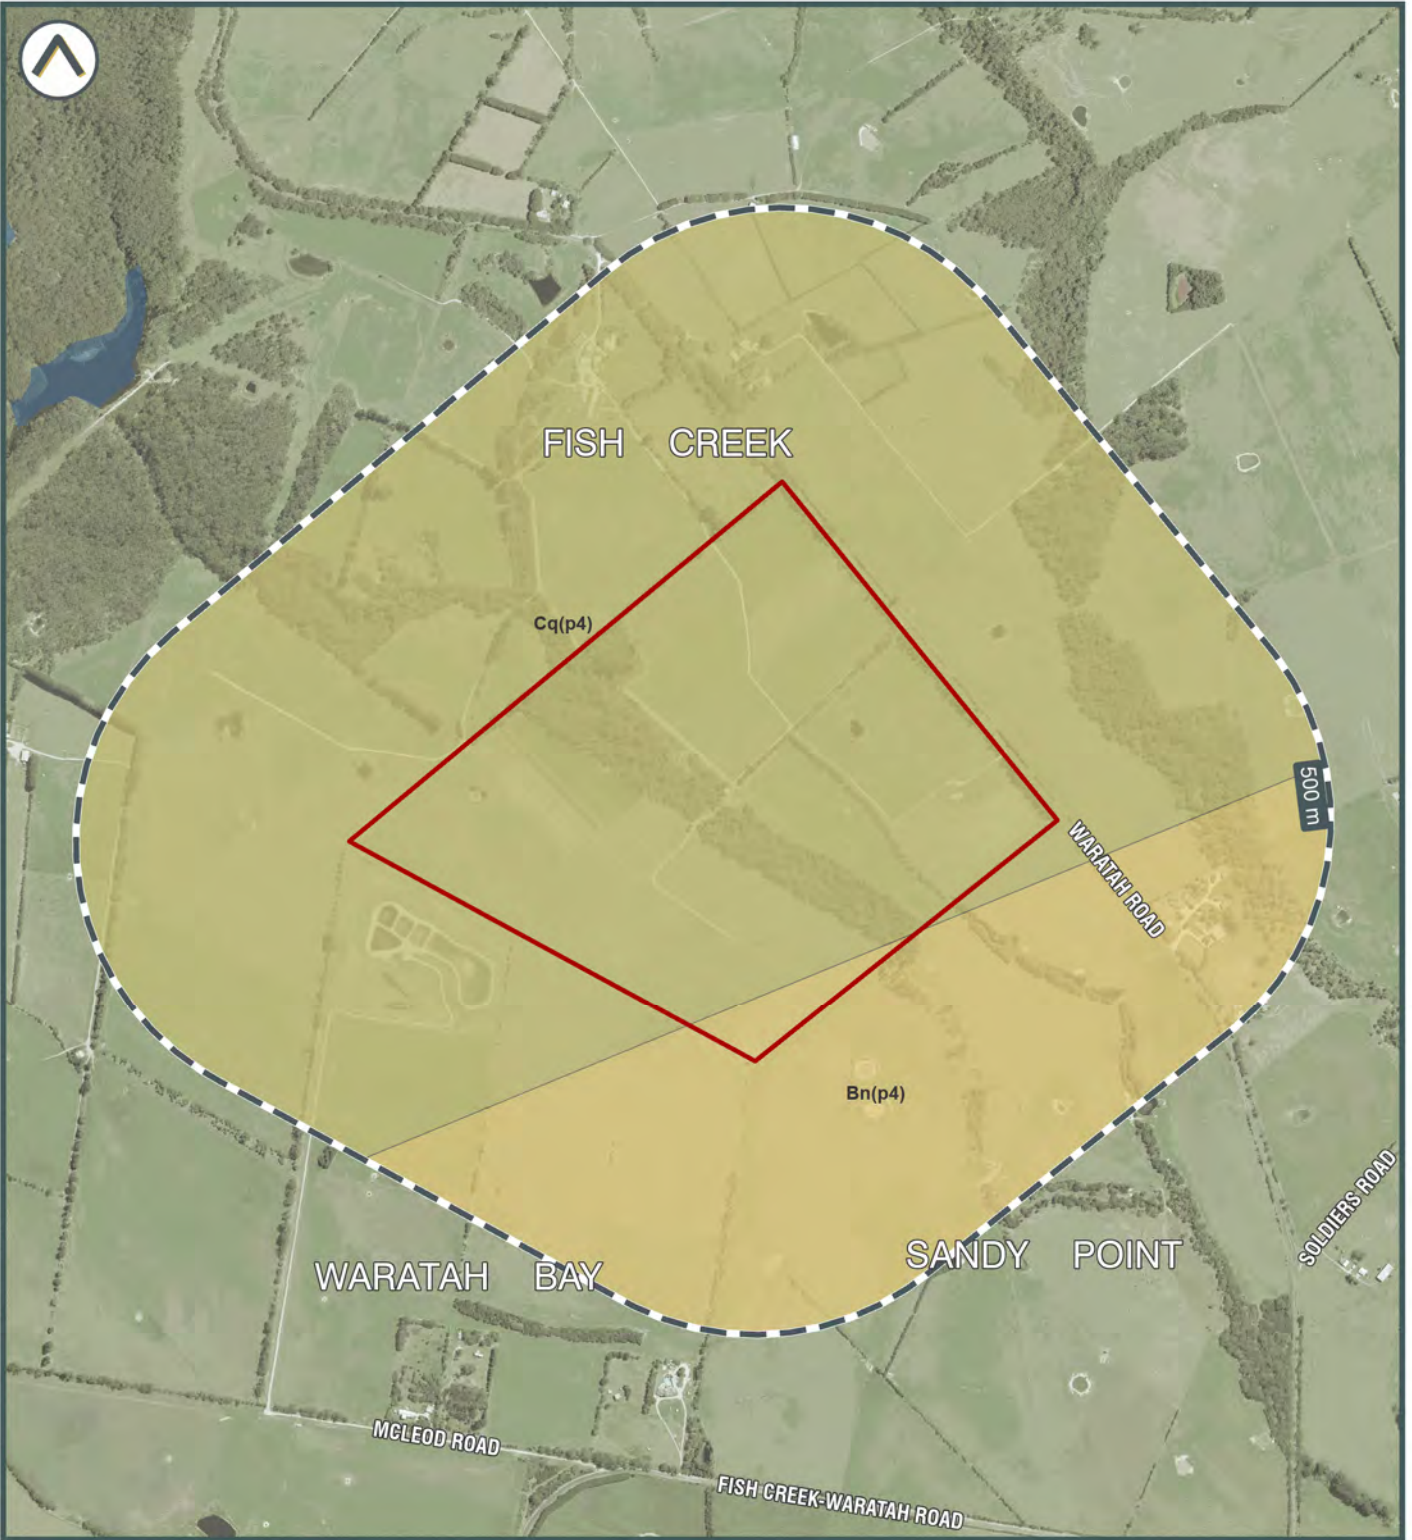 FISH CREEK
Cq(p4)
500 m
WARATAH ROAD
Bn(p4)
SOLDIERS ROAD
SANDY POINT
WARATAH BAY
MCLEOD ROAD
FISH CREEK-WARATAH ROAD